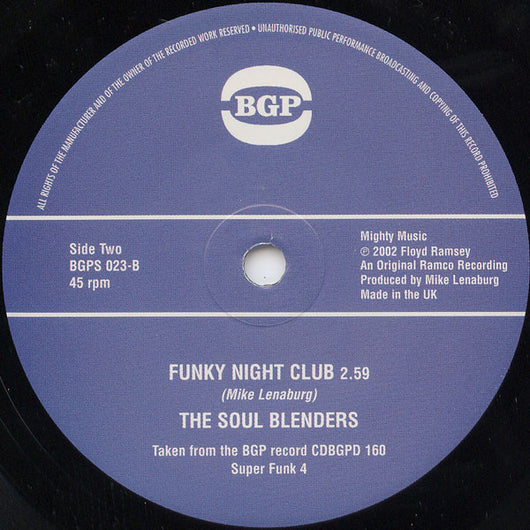 ALL RIGHTS OF THE MANUFACTURER AND OF THE OWNER OF THE RECORDED WORK RESERVED • UNAUTHORISED PUBLIC PERFORMANCE BROADCASTING AND COPYING OF THIS RECORD PROHIBITED
BGP
Side Two
BGPS 023-B
45 rpm
Mighty Music
℗ 2002 Floyd Ramsey
An Original Ramco Recording
Produced by Mike Lenaburg
Made in the UK
FUNKY NIGHT CLUB 2.59
(Mike Lenaburg)
THE SOUL BLENDERS
Taken from the BGP record CDBGPD 160
Super Funk 4